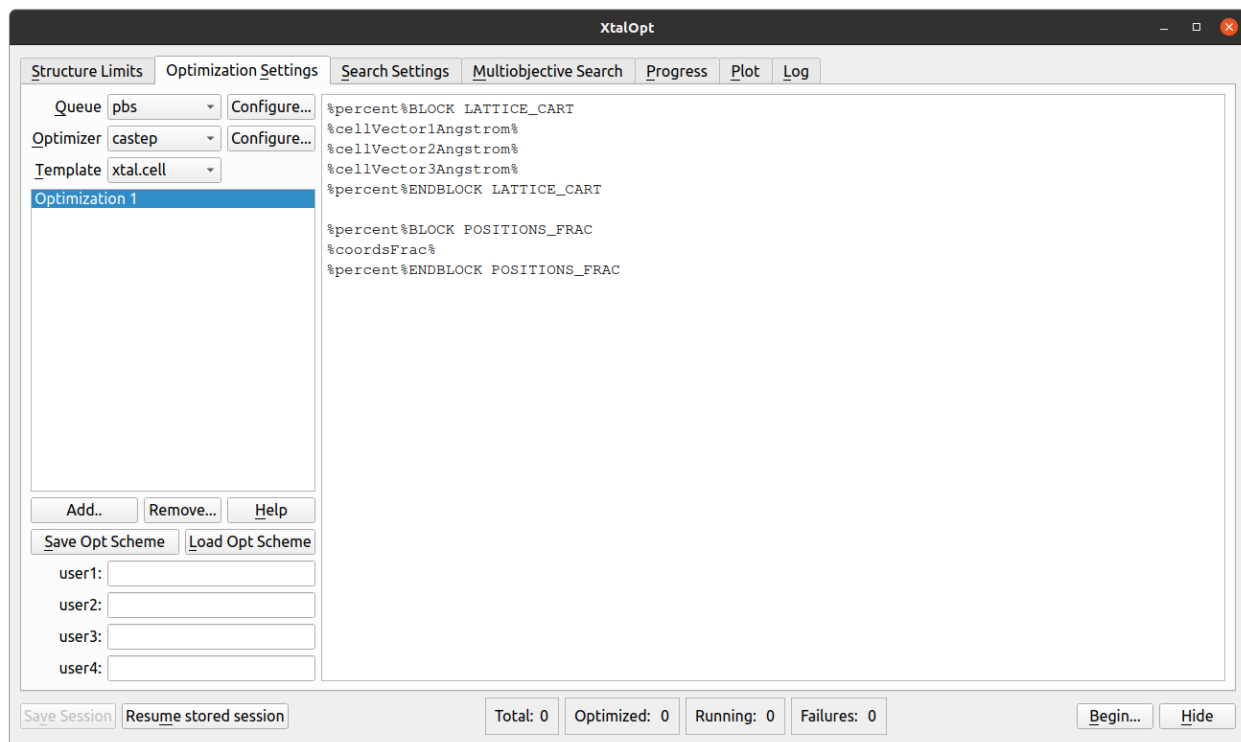 XtalOpt
Structure Limits Optimization Settings Search Settings Multiobjective Search Progress Plot Log
Queue pbs Configure...
Optimizer castep Configure...
Template xtal.cell
Optimization 1
Add.. Remove... Help
Save Opt Scheme Load Opt Scheme
user1:
user2:
user3:
user4:
%percent%BLOCK LATTICE_CART
%cellVector1Angstrom%
%cellVector2Angstrom%
%cellVector3Angstrom%
%percent%ENDBLOCK LATTICE_CART
%percent%BLOCK POSITIONS_FRAC
%coordsFrac%
%percent%ENDBLOCK POSITIONS_FRAC
Save Session Resume stored session Total: 0 Optimized: 0 Running: 0 Failures: 0 Begin... Hide